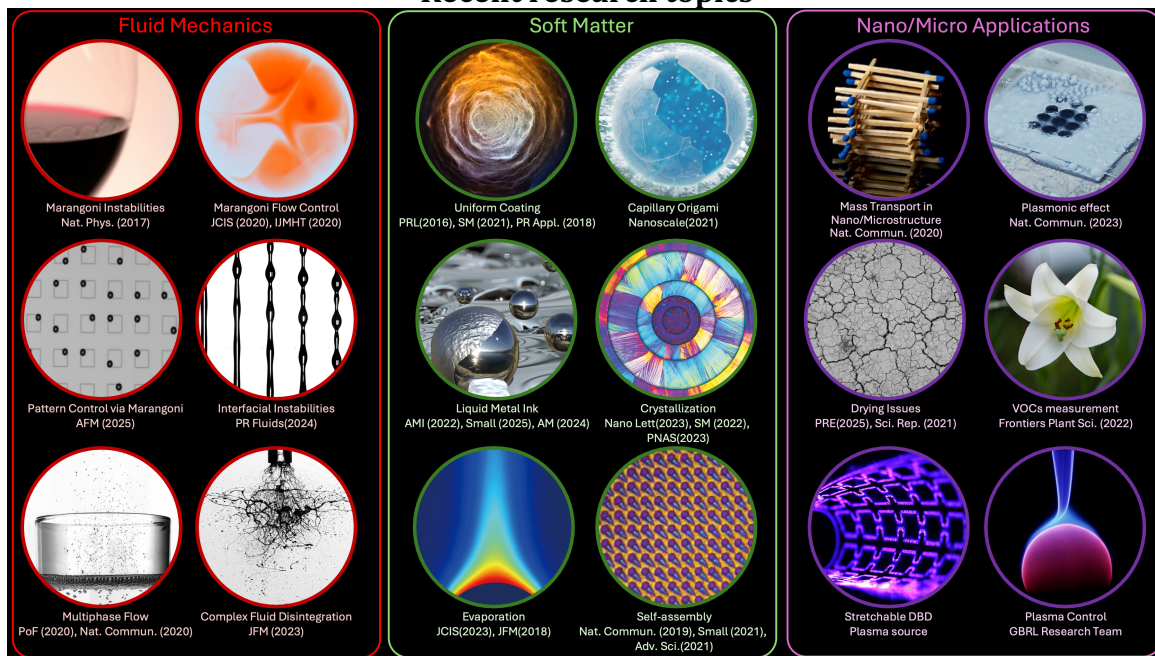 Recent research topics
Fluid Mechanics
Marangoni Instabilities
Nat. Phys. (2017)
Marangoni Flow Control
JCIS (2020), IJMHT (2020)
Pattern Control via Marangoni
AFM (2025)
Interfacial Instabilities
PR Fluids(2024)
Multiphase Flow
PoF (2020), Nat. Commun. (2020)
Complex Fluid Disintegration
JFM (2023)
Soft Matter
Uniform Coating
PRL(2016), SM (2021), PR Appl. (2018)
Capillary Origami
Nanoscale(2021)
Liquid Metal Ink
AMI (2022), Small (2025), AM (2024)
Crystallization
Nano Lett(2023), SM (2022),
PNAS(2023)
Evaporation
JCIS(2023), JFM(2018)
Self-assembly
Nat. Commun. (2019), Small (2021),
Adv. Sci.(2021)
Nano/Micro Applications
Mass Transport in
Nano/Microstructure
Nat. Commun. (2020)
Plasmonic effect
Nat. Commun. (2023)
Drying Issues
PRE(2025), Sci. Rep. (2021)
VOCs measurement
Frontiers Plant Sci. (2022)
Stretchable DBD
Plasma source
Plasma Control
GBRL Research Team